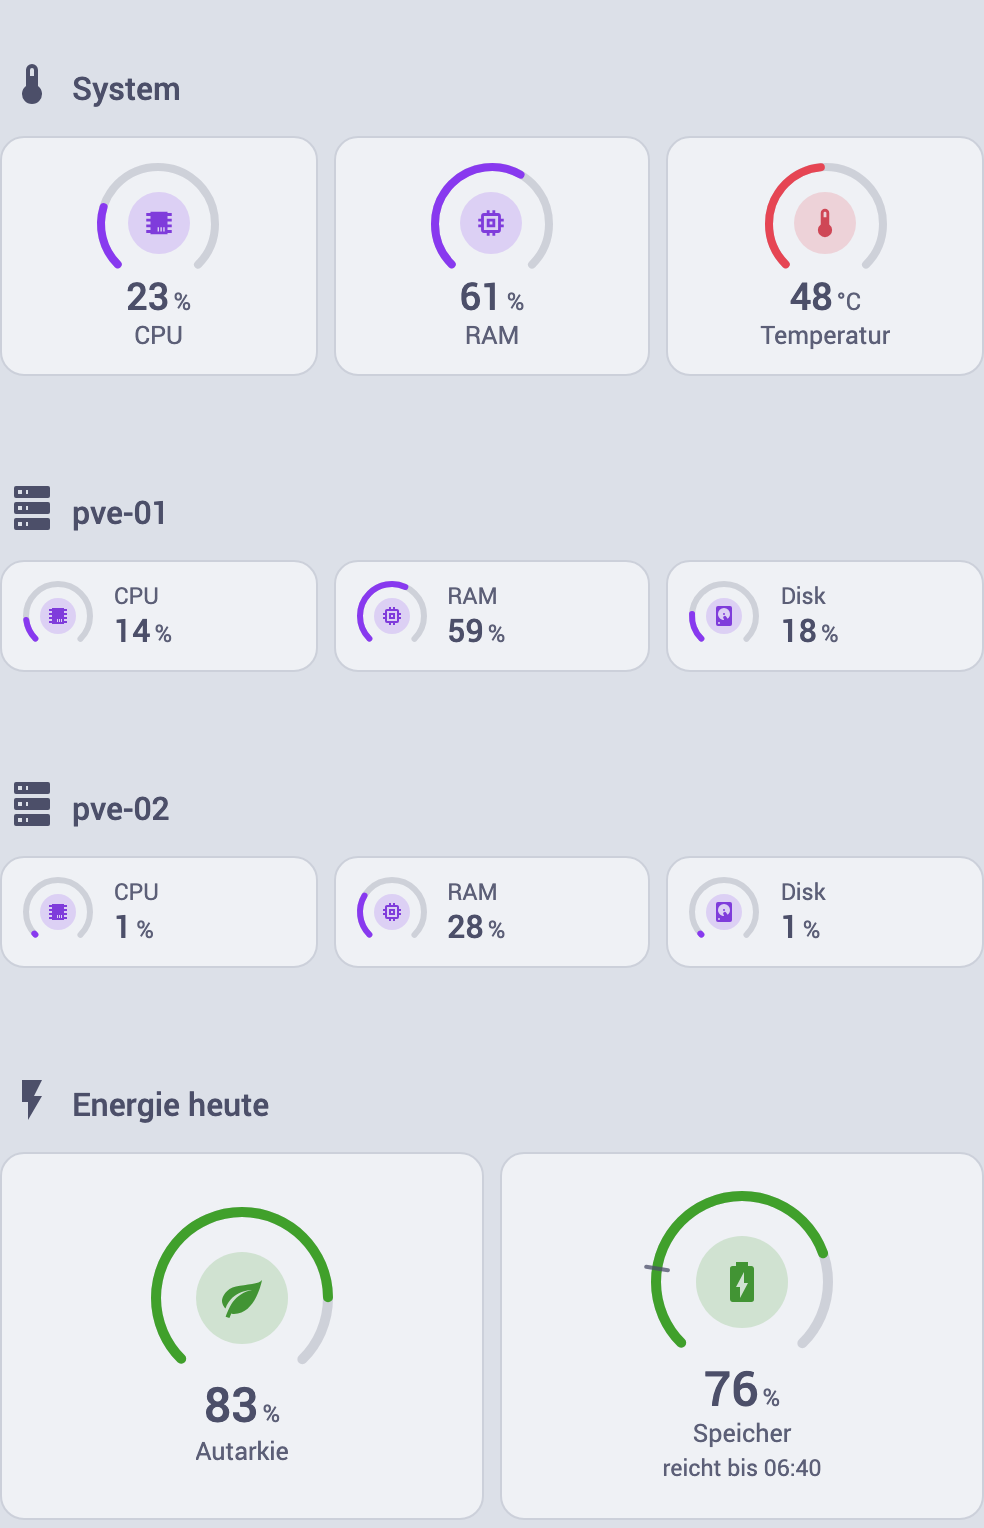 System
23 %
CPU
61 %
RAM
48 °C
Temperatur
pve-01
CPU
14 %
RAM
59 %
Disk
18 %
pve-02
CPU
1 %
RAM
28 %
Disk
1 %
Energie heute
83 %
Autarkie
76 %
Speicher
reicht bis 06:40